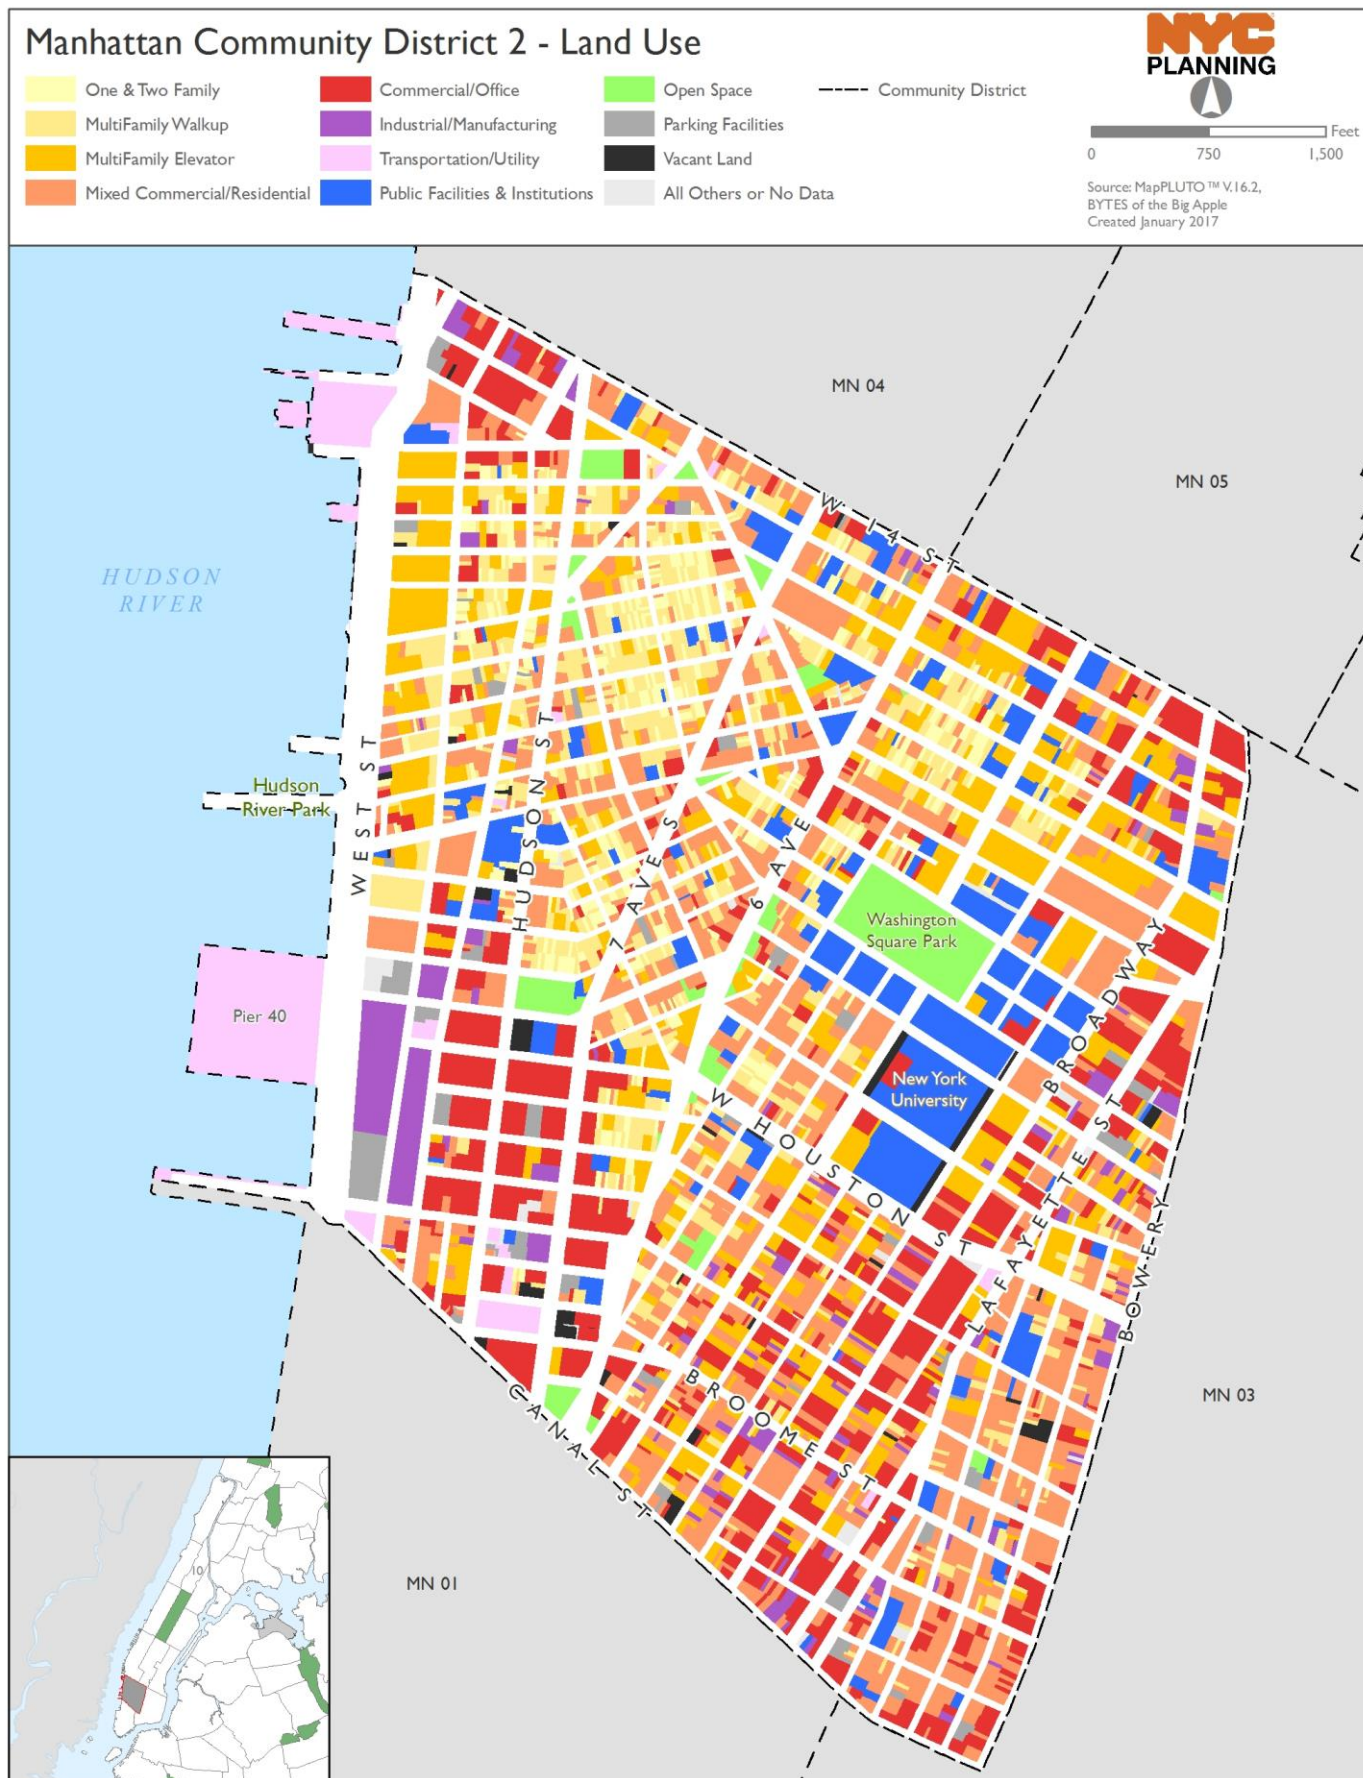 Manhattan Community District 2 - Land Use
One & Two Family
MultiFamily Walkup
MultiFamily Elevator
Mixed Commercial/Residential
Commercial/Office
Industrial/Manufacturing
Transportation/Utility
Public Facilities & Institutions
Open Space
Parking Facilities
Vacant Land
All Others or No Data
Community District
NYC
PLANNING
Feet
0 750 1,500
Source: MapPLUTO™ V.16.2,
BYTES of the Big Apple
Created January 2017
MN 04
MN 05
W 14 ST
HUDSON
RIVER
Hudson
River Park
WEST ST
HUDSON ST
7 AVE S
6 AVE
Washington
Square Park
BROADWAY
Pier 40
New York
University
W HOUSTON ST
LAFAYETTE ST
BOWERY
BROOME ST
CANAL ST
MN 03
MN 01
10